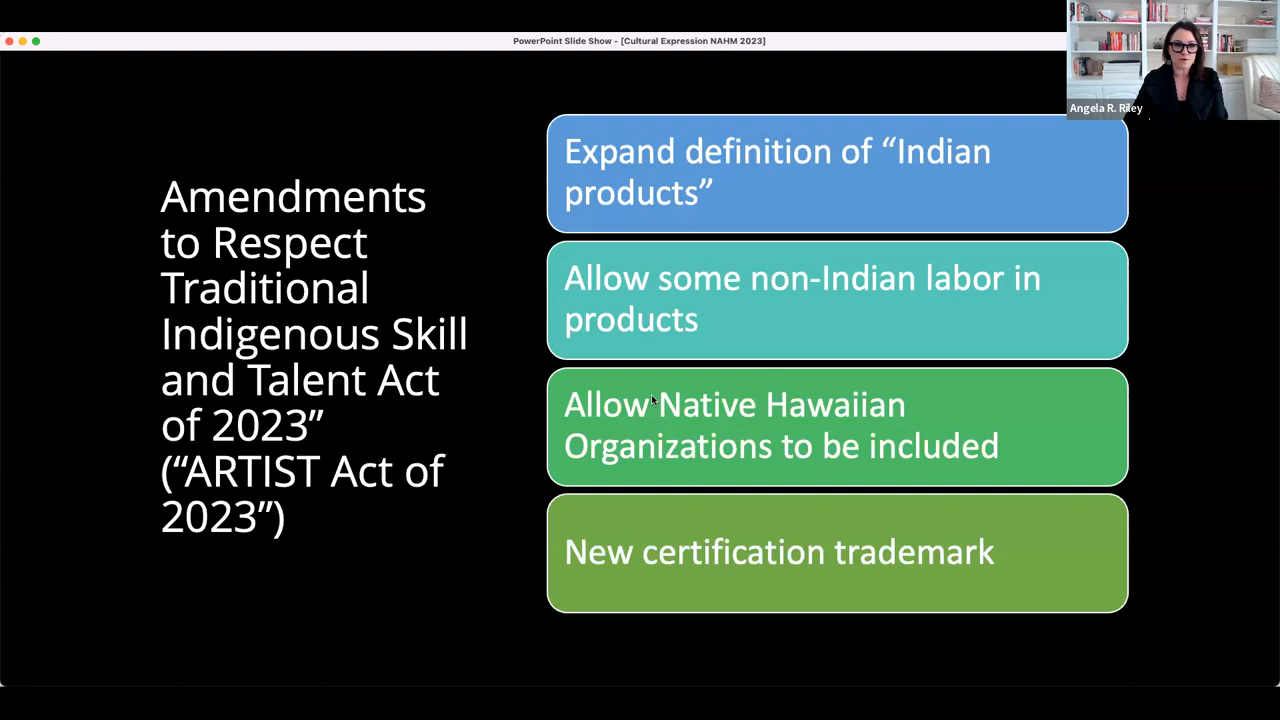 PowerPoint Slide Show - [Cultural Expression NAHM 2023]
Angela R. Riley
Amendments
to Respect
Traditional
Indigenous Skill
and Talent Act
of 2023”
(“ARTIST Act of
2023”)
Expand definition of “Indian
products”
Allow some non-Indian labor in
products
Allow Native Hawaiian
Organizations to be included
New certification trademark